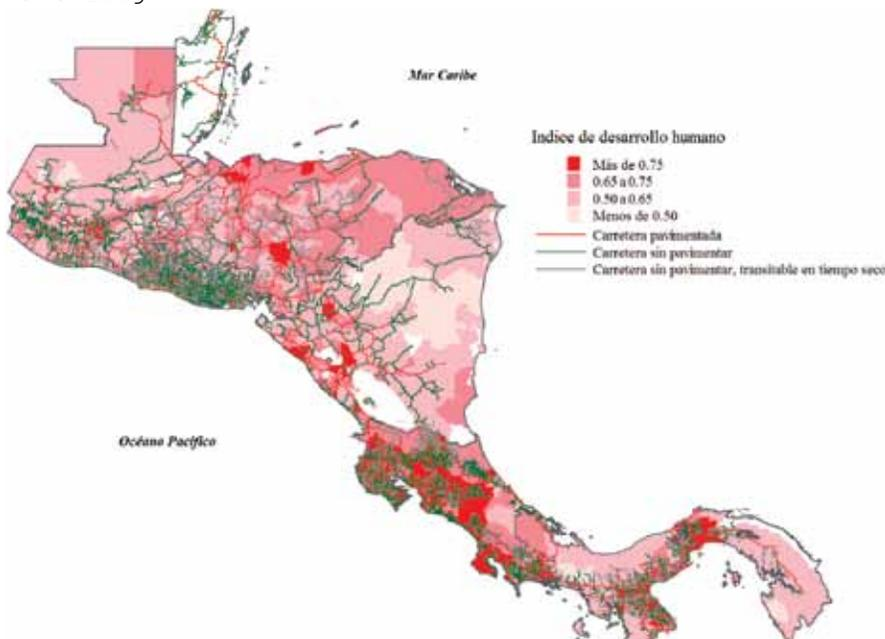 Mar Caribe
Indice de desarrollo humano
Más de 0.75
0.65 a 0.75
0.50 a 0.65
Menos de 0.50
Carretera pavimentada
Carretera sin pavimentar
Carretera sin pavimentar, transitable en tiempo seco
Océano Pacífico